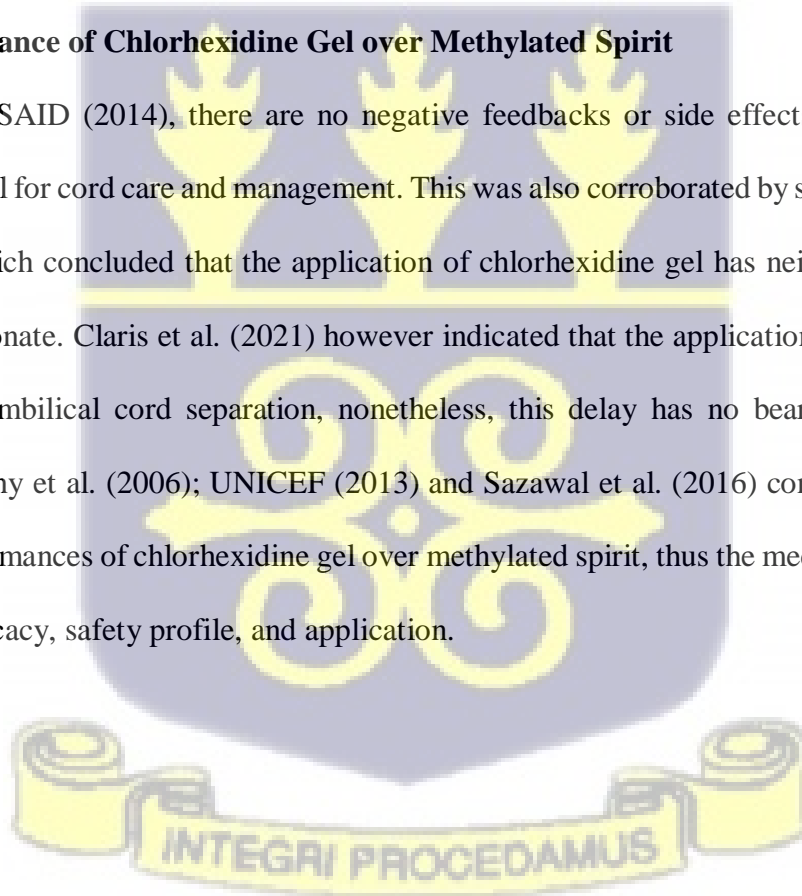 ance of Chlorhexidine Gel over Methylated Spirit
SAID (2014), there are no negative feedbacks or side effect
l for cord care and management. This was also corroborated by s
ich concluded that the application of chlorhexidine gel has nei
onate. Claris et al. (2021) however indicated that the application
mbilical cord separation, nonetheless, this delay has no bear
ny et al. (2006); UNICEF (2013) and Sazawal et al. (2016) con
mances of chlorhexidine gel over methylated spirit, thus the med
cacy, safety profile, and application.
INTEGRI PROCEDAMUS